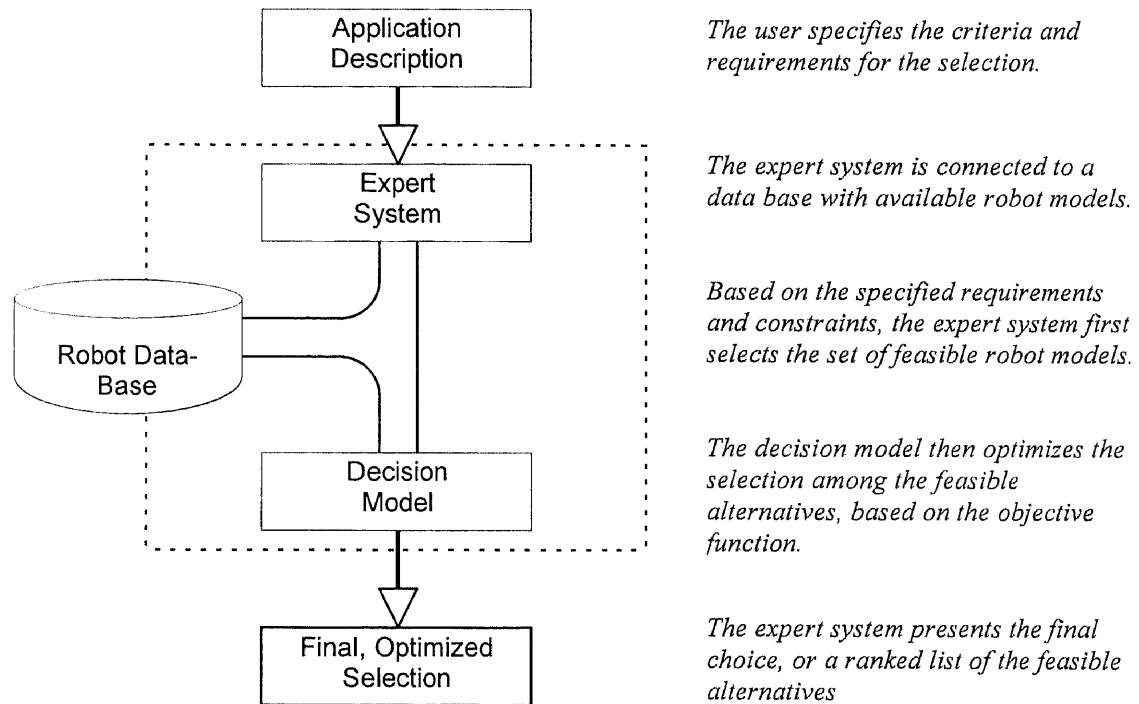 Application
Description
The user specifies the criteria and
requirements for the selection.
Expert
System
The expert system is connected to a
data base with available robot models.
Robot Data-
Base
Based on the specified requirements
and constraints, the expert system first
selects the set of feasible robot models.
Decision
Model
The decision model then optimizes the
selection among the feasible
alternatives, based on the objective
function.
Final, Optimized
Selection
The expert system presents the final
choice, or a ranked list of the feasible
alternatives